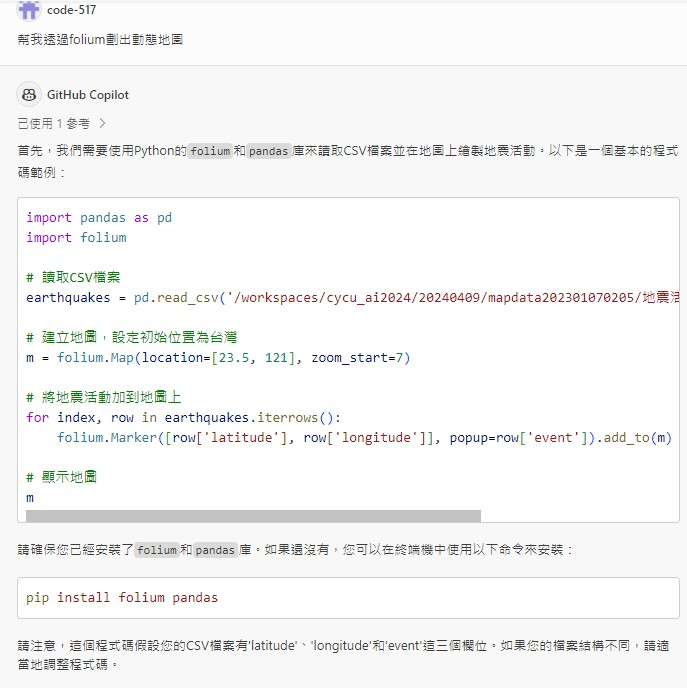 code-517
幫我透過folium劃出動態地圖
GitHub Copilot
已使用 1 參考
首先，我們需要使用Python的folium和pandas庫來讀取CSV檔案並在地圖上繪製地震活動。以下是一個基本的程式
碼範例：
import pandas as pd
import folium
# 讀取CSV檔案
earthquakes = pd.read_csv('/workspaces/cycu_ai2024/20240409/mapdata202301070205/地震活
# 建立地圖，設定初始位置為台灣
m = folium.Map(location=[23.5, 121], zoom_start=7)
# 將地震活動加到地圖上
for index, row in earthquakes.iterrows():
    folium.Marker([row['latitude'], row['longitude']], popup=row['event']).add_to(m)
# 顯示地圖
m
請確保您已經安裝了folium和pandas庫。如果還沒有，您可以在終端機中使用以下命令來安裝：
pip install folium pandas
請注意，這個程式碼假設您的CSV檔案有'latitude'、'longitude'和'event'這三個欄位。如果您的檔案結構不同，請適
當地調整程式碼。